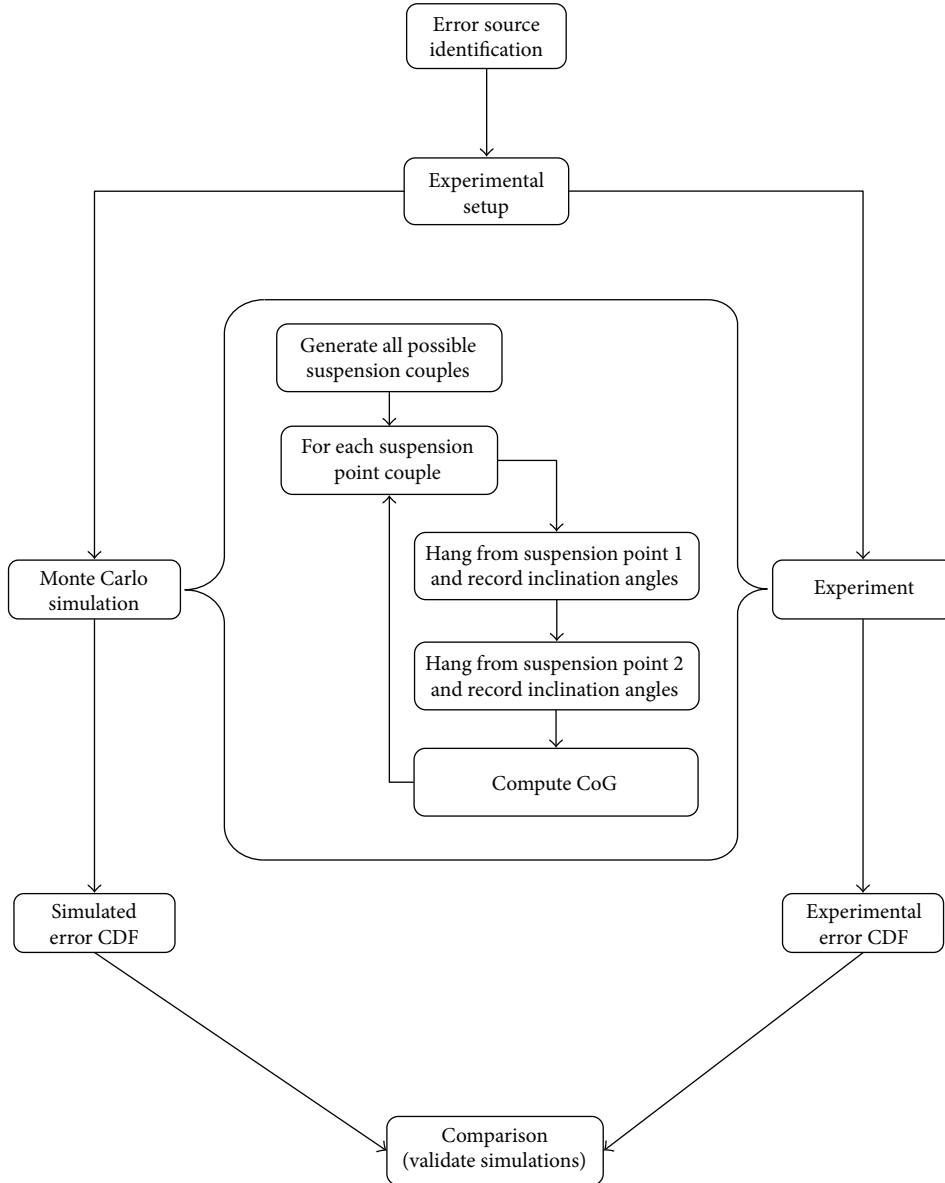 Error source
identification
Experimental
setup
Generate all possible
suspension couples
For each suspension
point couple
Hang from suspension point 1
and record inclination angles
Monte Carlo
simulation
Experiment
Hang from suspension point 2
and record inclination angles
Compute CoG
Simulated
error CDF
Experimental
error CDF
Comparison
(validate simulations)